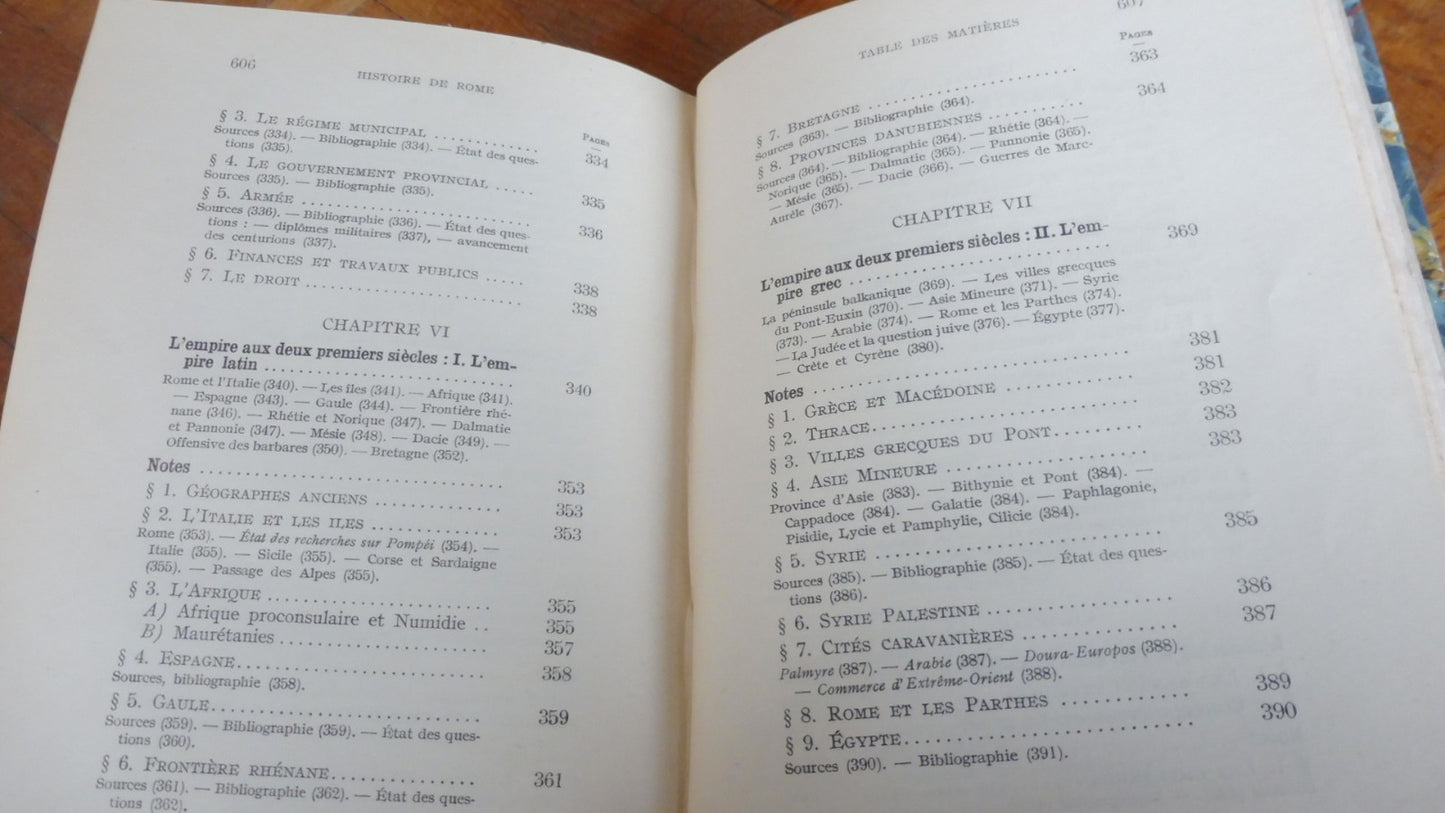 606
HISTOIRE DE ROME
PAGES
§ 3. LE RÉGIME MUNICIPAL ........... 334
Sources (334). — Bibliographie (334). — État des ques-
tions (335).
§ 4. LE GOUVERNEMENT PROVINCIAL ..... 335
Sources (335). — Bibliographie (335).
§ 5. ARMÉE ..................... 336
Sources (336). — Bibliographie (336). — État des ques-
tions : — diplômes militaires (337), — avancement
des centurions (337).
§ 6. FINANCES ET TRAVAUX PUBLICS ..... 338
§ 7. LE DROIT ...................... 338
CHAPITRE VI
L'empire aux deux premiers siècles : I. L'em-
pire latin ......................... 340
Rome et l'Italie (340). — Les îles (341). — Afrique (341).
— Espagne (343). — Gaule (344). — Frontière rhé-
nane (346). — Rhétie et Norique (347). — Dalmatie
et Pannonie (347). — Mésie (348). — Dacie (349). —
Offensive des barbares (350). — Bretagne (352).
Notes ............................... 353
§ 1. GÉOGRAPHES ANCIENS ............ 353
§ 2. L'ITALIE ET LES ILES ............ 353
Rome (353). — État des recherches sur Pompéi (354). —
Italie (355). — Sicile (355). — Corse et Sardaigne
(355). — Passage des Alpes (355).
§ 3. L'AFRIQUE ....................... 355
A) Afrique proconsulaire et Numidie .. 355
B) Maurétanies ..................... 357
§ 4. ESPAGNE......................... 358
Sources, bibliographie (358).
§ 5. GAULE........................... 359
Sources (359). — Bibliographie (359). — État des ques-
tions (360).
§ 6. FRONTIÈRE RHÉNANE.............. 361
Sources (361). — Bibliographie (362). — État des ques-
tions (362).
TABLE DES MATIÈRES
607
PAGES
§ 7. BRETAGNE ...................... 363
Sources (363). — Bibliographie (364).
§ 8. PROVINCES DANUBIENNES .......... 364
Sources (364). — Bibliographie (364). — Rhétie (364). —
Norique (365). — Dalmatie (365). — Pannonie (365).
— Mésie (365). — Dacie (366). — Guerres de Marc-
Aurèle (367).
CHAPITRE VII
L'empire aux deux premiers siècles : II. L'em-
pire grec .......................... 369
La péninsule balkanique (369). — Les villes grecques
du Pont-Euxin (370). — Asie Mineure (371). — Syrie
(373). — Arabie (374). — Rome et les Parthes (374).
— La Judée et la question juive (376). — Égypte (377).
— Crète et Cyrène (380).
Notes ............................... 381
§ 1. GRÈCE ET MACÉDOINE ............. 381
§ 2. THRACE.......................... 382
§ 3. VILLES GRECQUES DU PONT......... 383
§ 4. ASIE MINEURE ................... 383
Province d'Asie (383). — Bithynie et Pont (384). —
Cappadoce (384). — Galatie (384). — Paphlagonie,
Pisidie, Lycie et Pamphylie, Cilicie (384).
§ 5. SYRIE .......................... 385
Sources (385). — Bibliographie (385). — État des ques-
tions (386).
§ 6. SYRIE PALESTINE ................. 386
§ 7. CITÉS CARAVANIÈRES .............. 387
Palmyre (387). — Arabie (387). — Doura-Europos (388).
— Commerce d'Extrême-Orient (388).
§ 8. ROME ET LES PARTHES ............ 389
§ 9. ÉGYPTE.......................... 390
Sources (390). — Bibliographie (391).